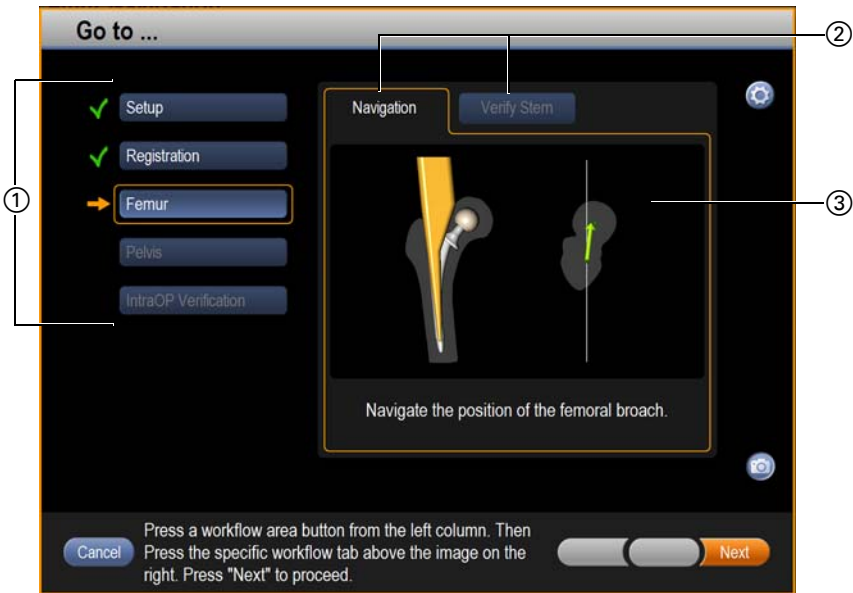 Go to ...
②
①
Setup
Registration
Femur
Pelvis
IntraOP Verification
Navigation
Verify Stem
③
Navigate the position of the femoral broach.
Cancel
Press a workflow area button from the left column. Then
Press the specific workflow tab above the image on the
right. Press "Next" to proceed.
Next